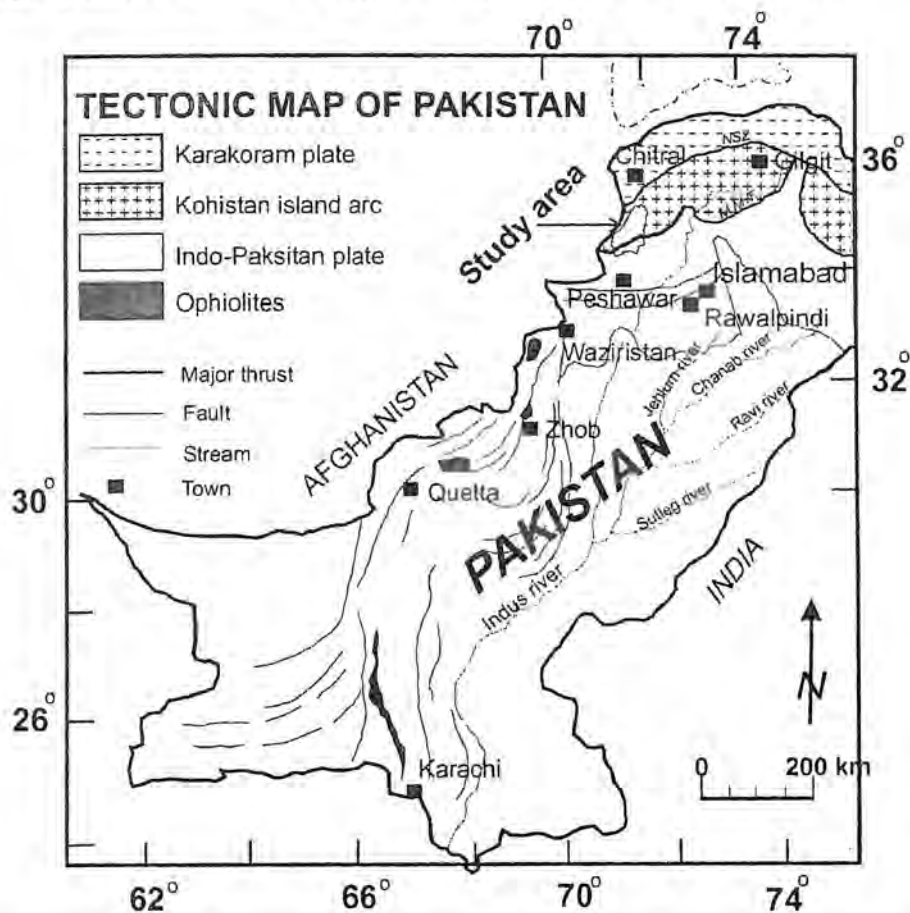 70° 74°
TECTONIC MAP OF PAKISTAN
Karakoram plate
Kohistan island arc
Indo-Paksitan plate
Ophiolites
Major thrust
Fault
Stream
Town
NSZ
Chitral
Gilgit
36°
Study area
Islamabad
Peshawar
Rawalpindi
Waziristan
Jehlum river
Chanab river
32°
Ravi river
AFGHANISTAN
Zhob
PAKISTAN
30°
Quetta
Sutleg river
INDIA
Indus river
N
26°
28°
Karachi
0 200 km
62° 66° 70° 74°